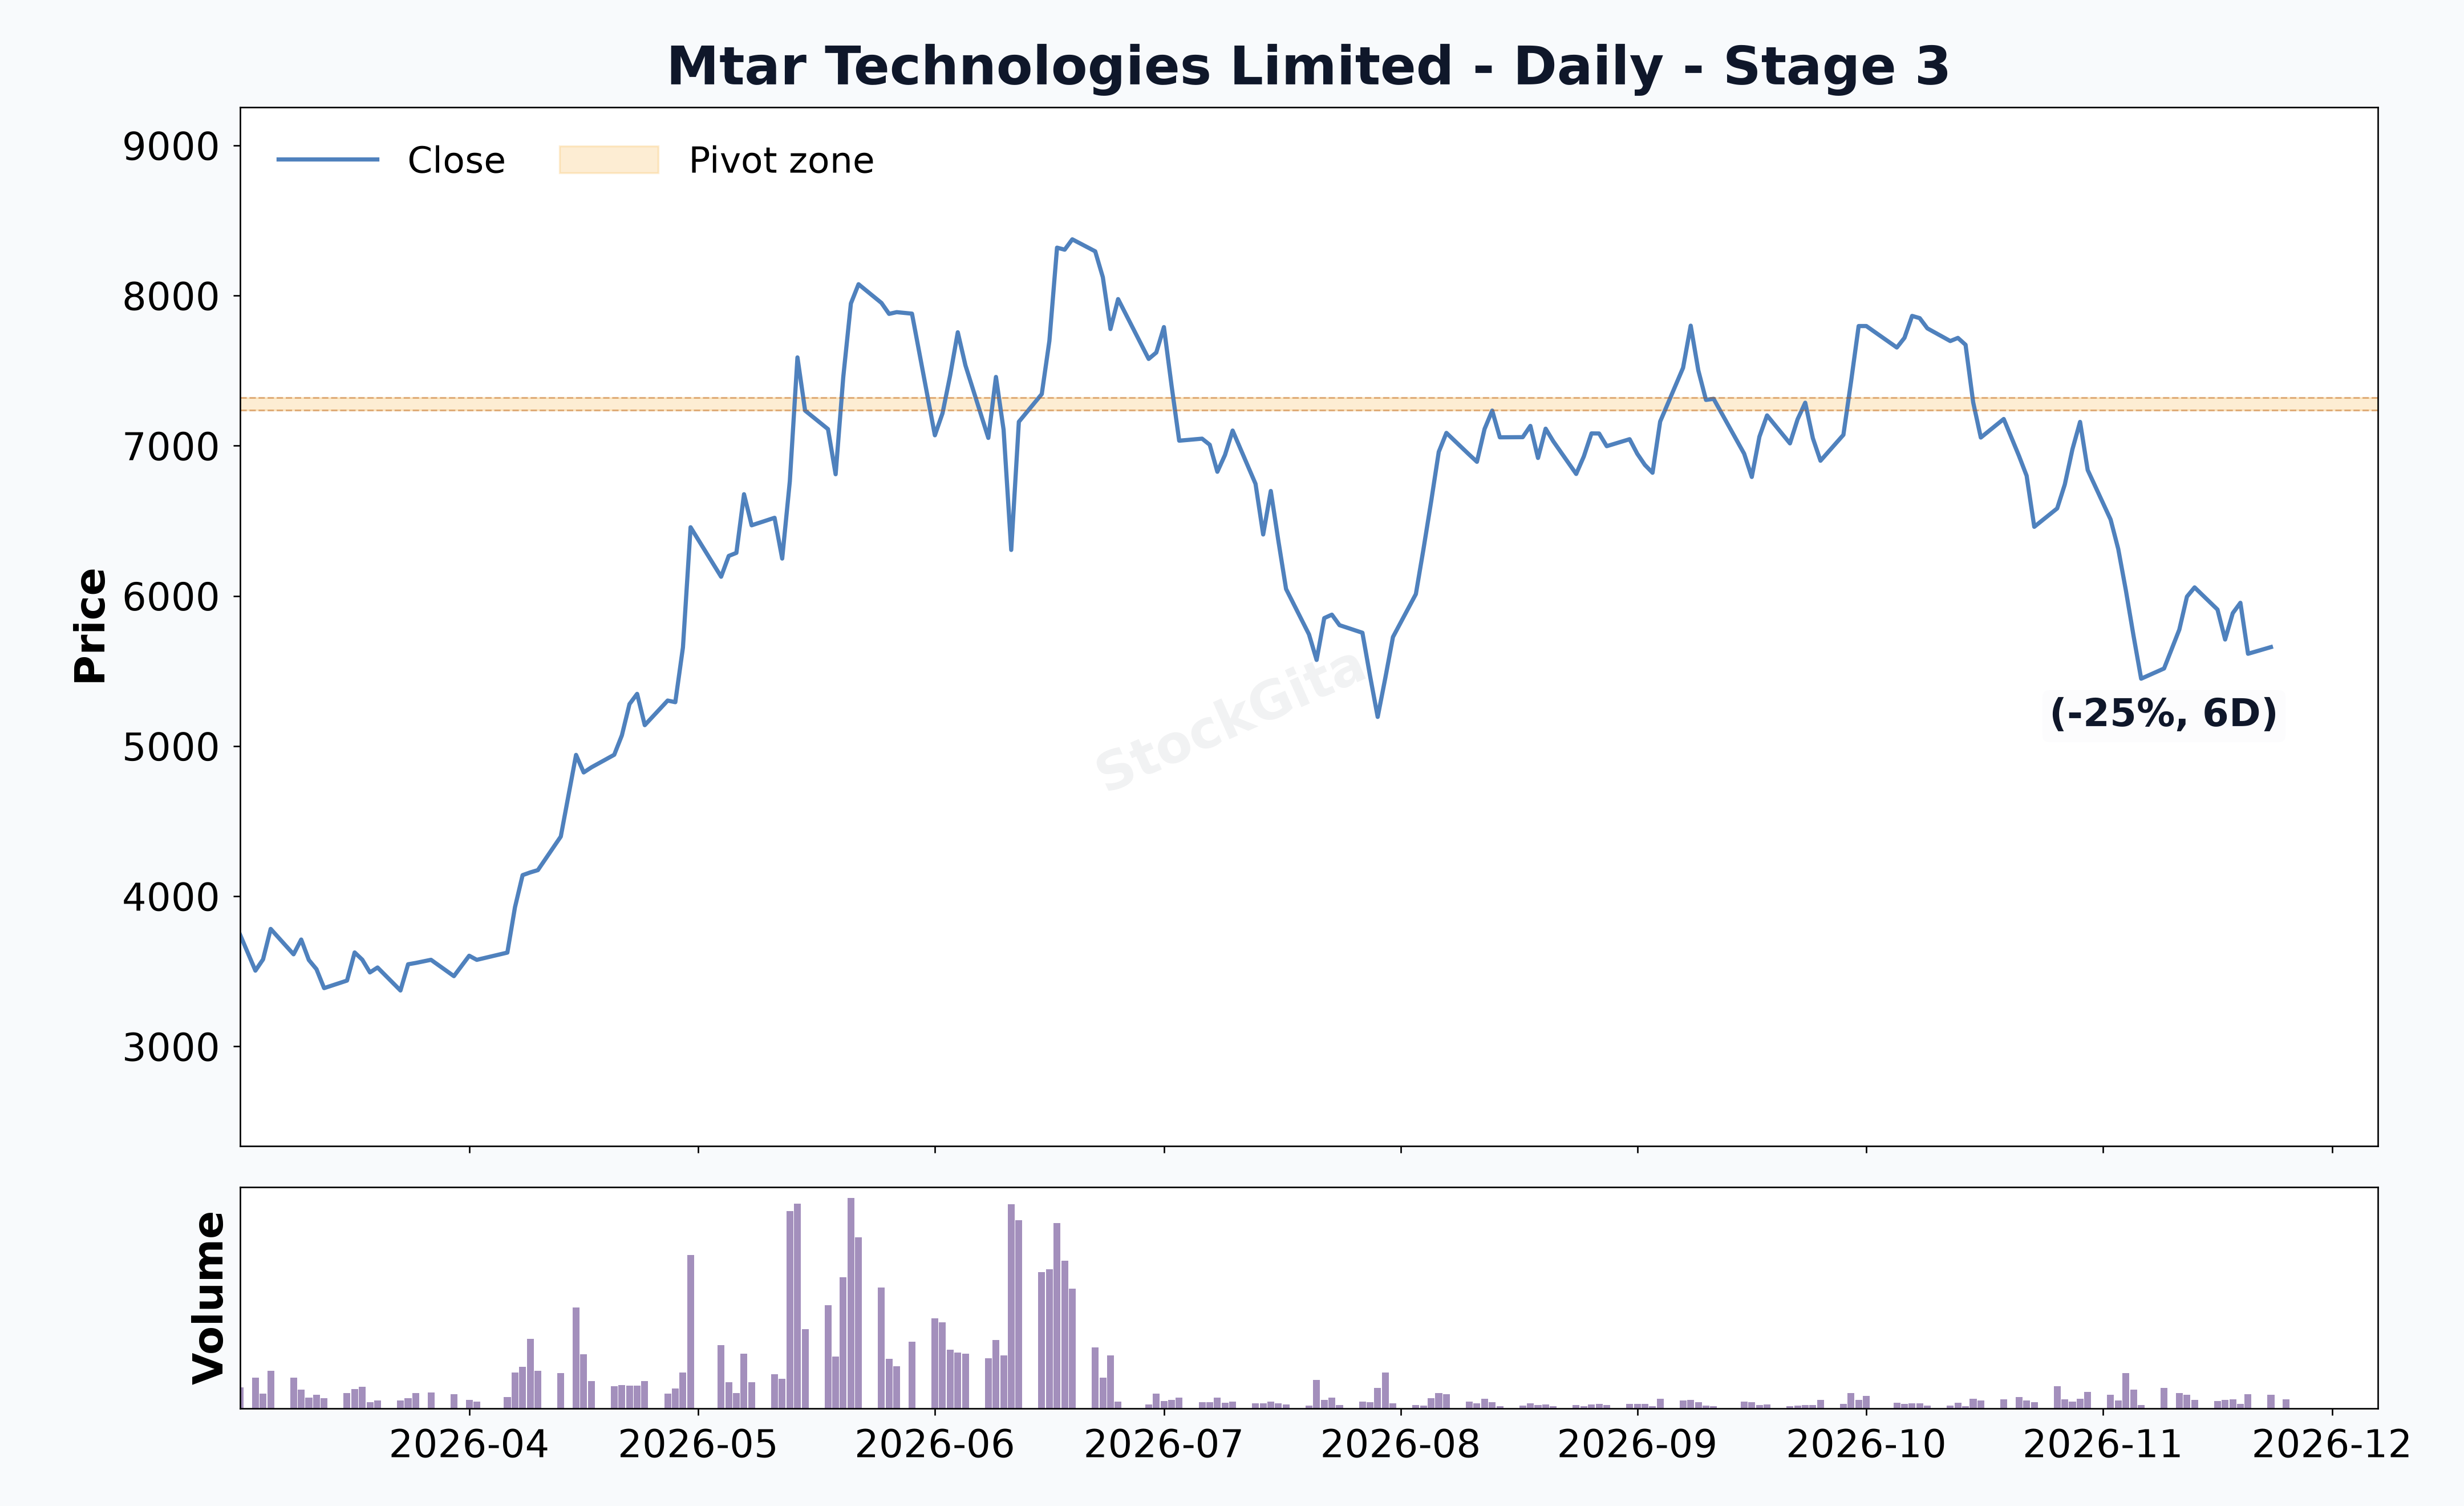 Mtar Technologies Limited - Daily - Stage 3
Close
Pivot zone
9000
8000
7000
6000
5000
4000
3000
Price
StockGita
(-25%, 6D)
Volume
2026-04
2026-05
2026-06
2026-07
2026-08
2026-09
2026-10
2026-11
2026-12